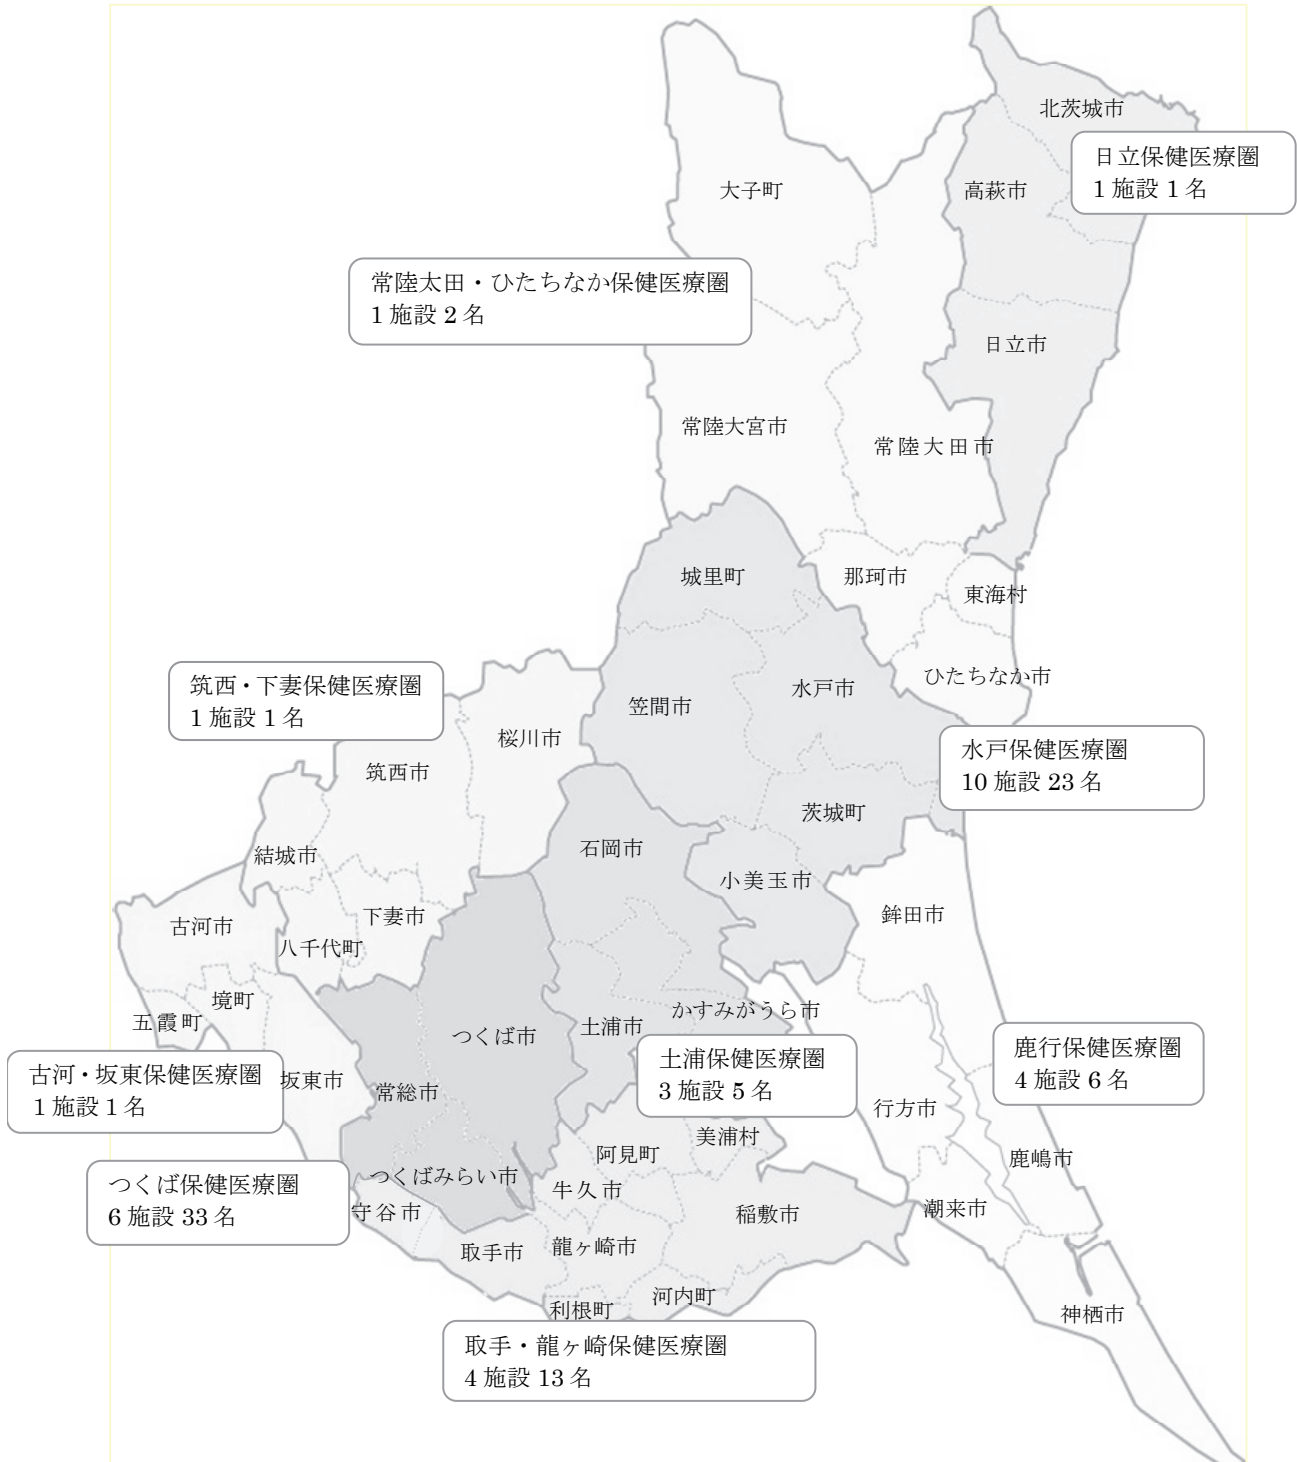 北茨城市
日立保健医療圏
1 施設 1 名
大子町
高萩市
常陸太田・ひたちなか保健医療圏
1 施設 2 名
日立市
常陸大宮市
常陸大田市
城里町
那珂市
東海村
ひたちなか市
筑西・下妻保健医療圏
1 施設 1 名
笠間市
水戸市
桜川市
水戸保健医療圏
10 施設 23 名
筑西市
茨城町
結城市
石岡市
小美玉市
古河市
下妻市
鉾田市
八千代町
境町
五霞町
つくば市
土浦市
かすみがうら市
古河・坂東保健医療圏
1 施設 1 名
坂東市
常総市
土浦保健医療圏
3 施設 5 名
鹿行保健医療圏
4 施設 6 名
行方市
美浦村
阿見町
鹿嶋市
つくば保健医療圏
6 施設 33 名
つくばみらい市
牛久市
守谷市
稲敷市
潮来市
取手市
龍ヶ崎市
利根町
河内町
神栖市
取手・龍ヶ崎保健医療圏
4 施設 13 名